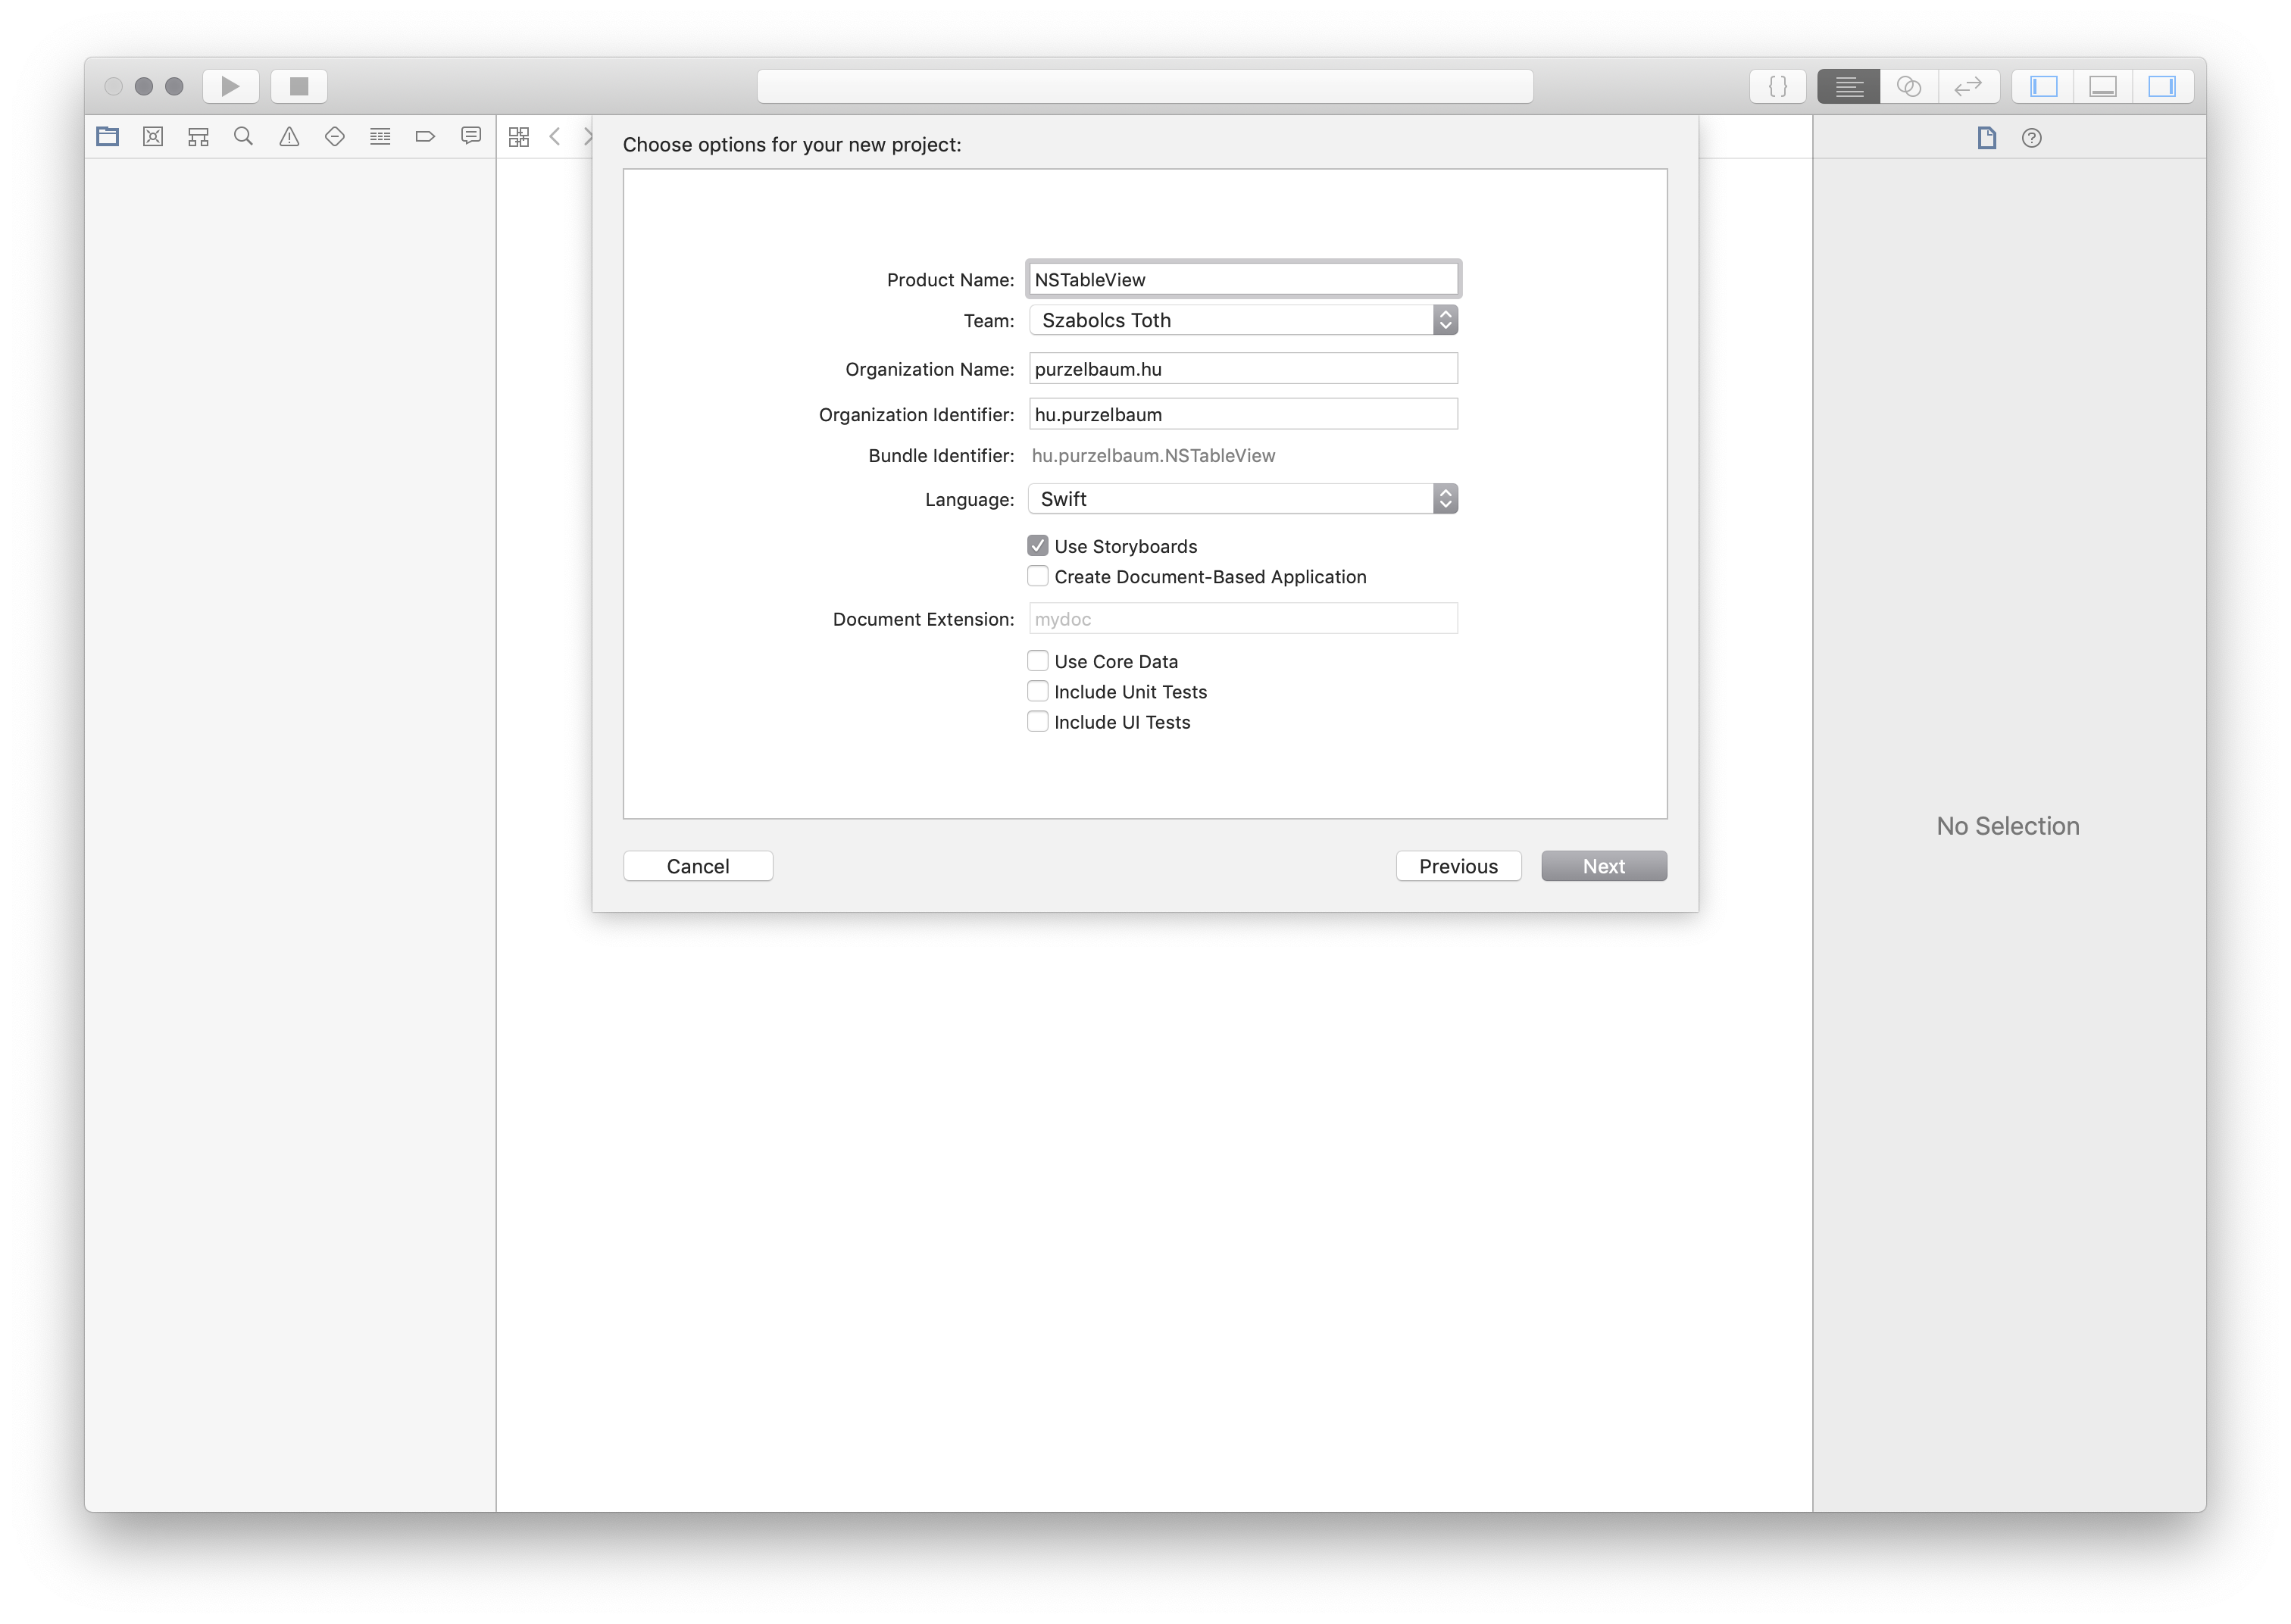 Choose options for your new project:
Product Name: NSTableView
Team: Szabolcs Toth
Organization Name: purzelbaum.hu
Organization Identifier: hu.purzelbaum
Bundle Identifier: hu.purzelbaum.NSTableView
Language: Swift
Use Storyboards
Create Document-Based Application
Document Extension: mydoc
Use Core Data
Include Unit Tests
Include UI Tests
No Selection
Cancel Previous Next